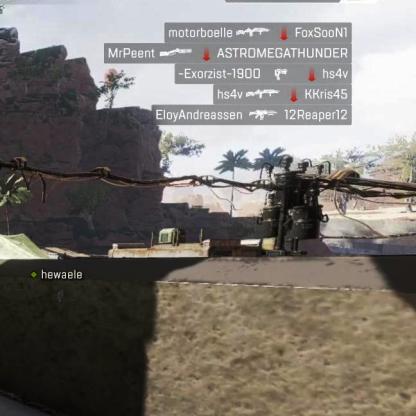 motorboelle FoxSooN1
MrPeent ASTROMEGATHUNDER
-Exorzist-1900 hs4v
hs4v KKris45
EloyAndreassen 12Reaper12
hewaele